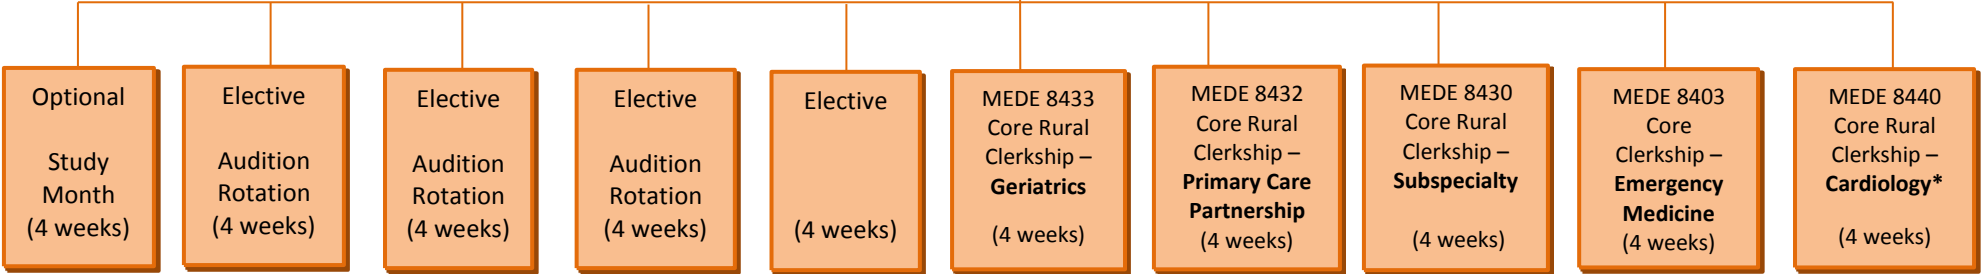 Optional
Study
Month
(4 weeks)
Elective
Audition
Rotation
(4 weeks)
Elective
Audition
Rotation
(4 weeks)
Elective
Audition
Rotation
(4 weeks)
Elective
(4 weeks)
MEDE 8433
Core Rural
Clerkship –
Geriatrics
(4 weeks)
MEDE 8432
Core Rural
Clerkship –
Primary Care
Partnership
(4 weeks)
MEDE 8430
Core Rural
Clerkship –
Subspecialty
(4 weeks)
MEDE 8403
Core
Clerkship –
Emergency
Medicine
(4 weeks)
MEDE 8440
Core Rural
Clerkship –
Cardiology*
(4 weeks)